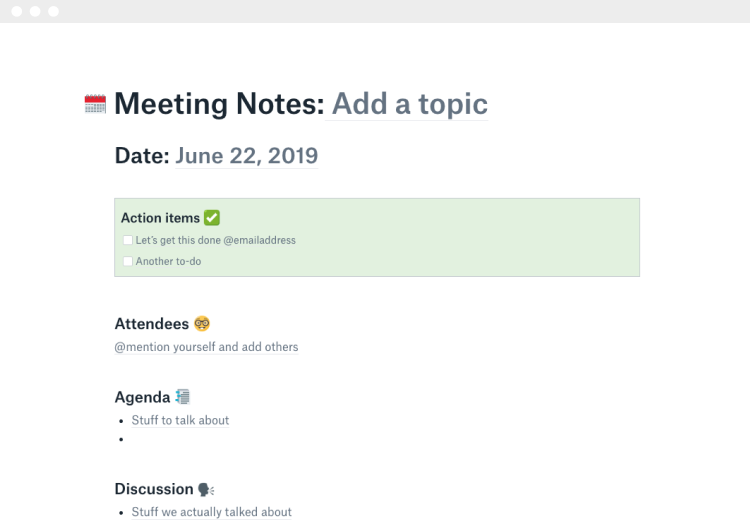 Meeting Notes: Add a topic
Date: June 22, 2019
Action items ✅
Let's get this done @emailaddress
Another to-do
Attendees
@mention yourself and add others
Agenda
Stuff to talk about
Discussion
Stuff we actually talked about